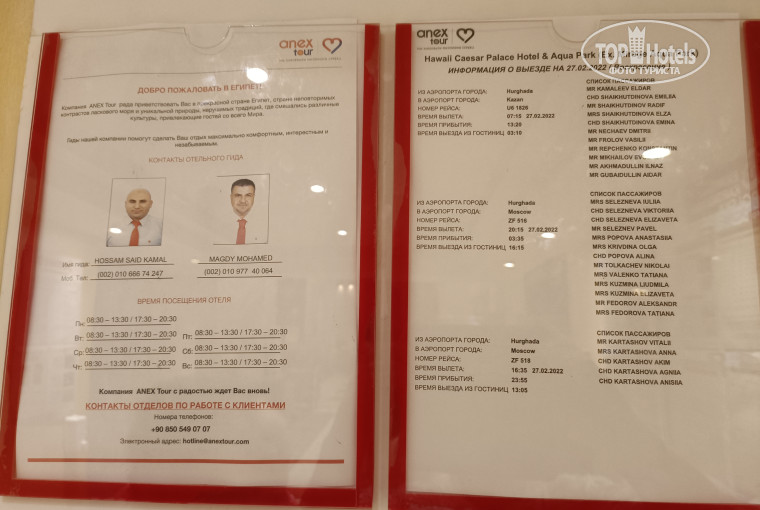 anex
tour
ДОБРО ПОЖАЛОВАТЬ В ЕГИПЕТ!
Компания ANEX Tour рада приветствовать Вас в прекрасной стране Египет, стране неповторимых
контрастов ласкового моря и уникальной природы, нерушимых традиций, где смешались различные
культуры, привлекающие гостей со всего Мира.
Гиды нашей компании помогут сделать Ваш отдых максимально комфортным, интересным и
незабываемым.
КОНТАКТЫ ОТЕЛЬНОГО ГИДА
Имя гида: HOSSAM SAID KAMAL MAGDY MOHAMED
Моб. Тел: (002) 010 666 74 247 (002) 010 977 40 064
ВРЕМЯ ПОСЕЩЕНИЯ ОТЕЛЯ
Пн: 08:30 – 13:30 / 17:30 – 20:30
Вт: 08:30 – 13:30 / 17:30 – 20:30 Пт: 08:30 – 13:30 / 17:30 – 20:30
Ср: 08:30 – 13:30 / 17:30 – 20:30 Сб: 08:30 – 13:30 / 17:30 – 20:30
Чт: 08:30 – 13:30 / 17:30 – 20:30 Вс: 08:30 – 13:30 / 17:30 – 20:30
Компания ANEX Tour с радостью ждет Вас вновь!
КОНТАКТЫ ОТДЕЛОВ ПО РАБОТЕ С КЛИЕНТАМИ
Номера телефонов:
+90 850 549 07 07
Электронный адрес: hotline@anextour.com
anex
tour
Hawaii Caesar Palace Hotel & Aqua Park (Ex.
ИНФОРМАЦИЯ О ВЫЕЗДЕ НА 27.02.2022 /
TOP Hotels
ФОТО ТУРИСТА
СПИСОК ПАССАЖИРОВ
ИЗ АЭРОПОРТА ГОРОДА: Hurghada MR KAMALEEV ELDAR
В АЭРОПОРТ ГОРОДА: Kazan CHD SHAIKHUTDINOVA EMILIIA
НОМЕР РЕЙСА: U6 1826 MR SHAIKHUTDINOV RADIF
ВРЕМЯ ВЫЛЕТА: 07:15 27.02.2022 MRS SHAIKHUTDINOVA ELZA
ВРЕМЯ ПРИБЫТИЯ: 13:25 CHD SHAIKHUTDINOVA EMINA
ВРЕМЯ ВЫЕЗДА ИЗ ГОСТИНИЦ 03:15 MR NECHAEV DMITRII
MR FROLOV VASILII
MR REPCHENKO KONSTANTIN
MR MIKHAILOV
MR AKHMADULLIN ILNAZ
MR GUBAIDULLIN AIDAR
СПИСОК ПАССАЖИРОВ
ИЗ АЭРОПОРТА ГОРОДА: Hurghada MRS SELEZNEVA IULIIA
В АЭРОПОРТ ГОРОДА: Moscow CHD SELEZNEVA VIKTORIIA
НОМЕР РЕЙСА: ZF 516 CHD SELEZNEVA ELIZAVETA
ВРЕМЯ ВЫЛЕТА: 20:15 27.02.2022 MR SELEZNEV PAVEL
ВРЕМЯ ПРИБЫТИЯ: 03:35 MRS POPOVA ANASTASIIA
ВРЕМЯ ВЫЕЗДА ИЗ ГОСТИНИЦ 16:15 MRS KRIVDINA OLGA
CHD POPOVA ALINA
MR TOLKACHEV NIKOLAI
MRS VALENKO TATIANA
MRS KUZMINA LIUDMILA
MRS KUZMINA ELIZAVETA
MR FEDOROV ALEKSANDR
MRS FEDOROVA TATIANA
СПИСОК ПАССАЖИРОВ
ИЗ АЭРОПОРТА ГОРОДА: Hurghada MR KARTASHOV VITALII
В АЭРОПОРТ ГОРОДА: Moscow MRS KARTASHOVA ANNA
НОМЕР РЕЙСА: ZF 518 CHD KARTASHOV AKIM
ВРЕМЯ ВЫЛЕТА: 16:35 27.02.2022 CHD KARTASHOVA AGNIIA
ВРЕМЯ ПРИБЫТИЯ: 23:55 CHD KARTASHOVA ANISIIA
ВРЕМЯ ВЫЕЗДА ИЗ ГОСТИНИЦ 13:05